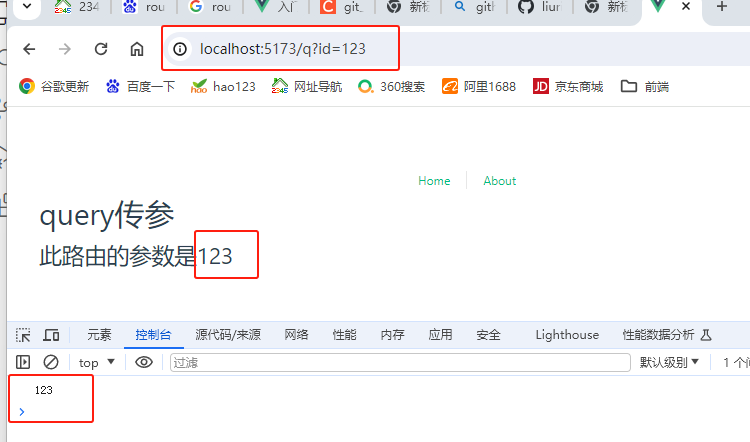 234 rou rou 入门 git_ 新标 gith liur 新标
localhost:5173/q?id=123
谷歌更新 百度一下 hao123 网址导航 360搜索 阿里1688 JD 京东商城 前端
Home About
query传参
此路由的参数是123
元素 控制台 源代码/来源 网络 性能 内存 应用 安全 Lighthouse 性能数据分析
top 过滤 默认级别 1 个
123